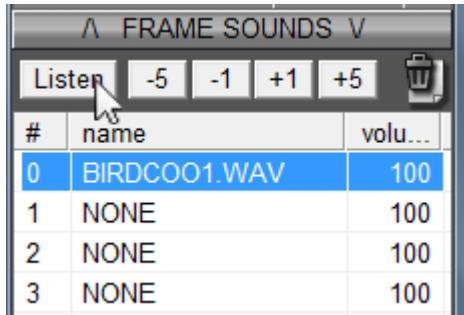 /\ FRAME SOUNDS \/
Listen -5 -1 +1 +5
# name volu...
0 BIRDCOO1.WAV 100
1 NONE 100
2 NONE 100
3 NONE 100